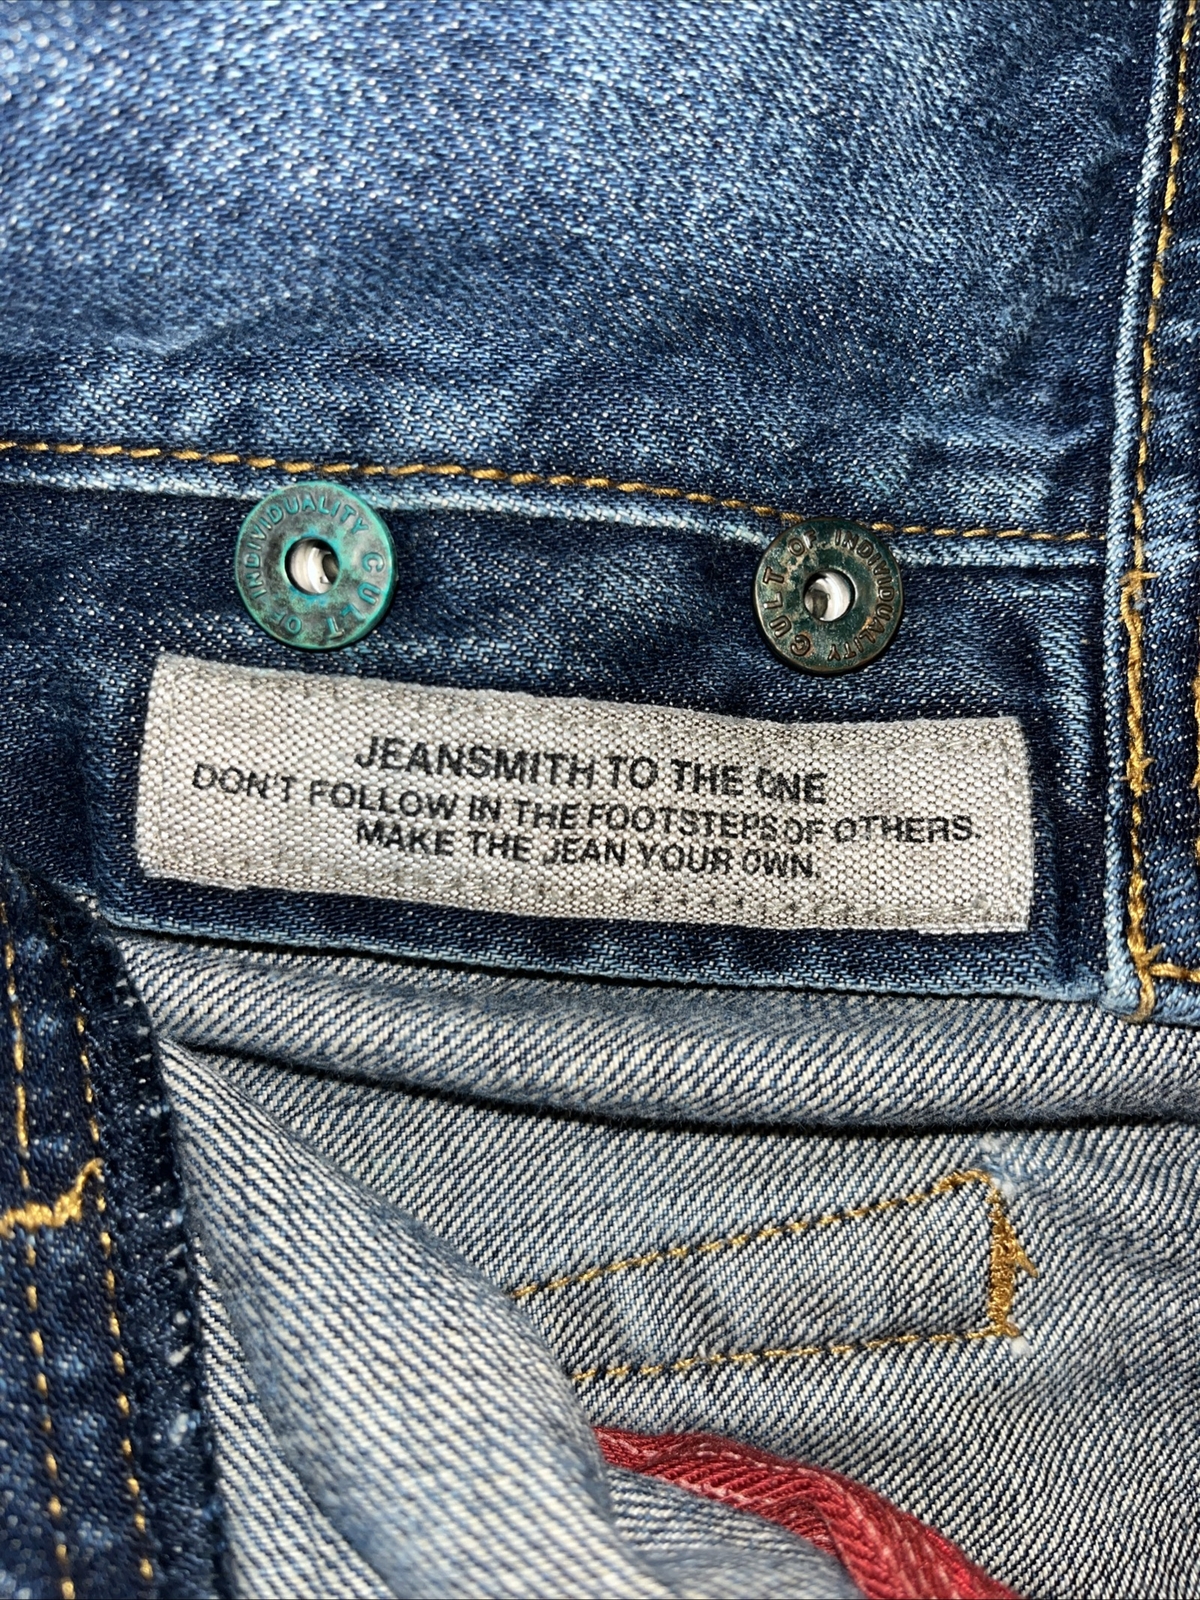 CULT OF INDIVIDUALITY
CULT OF INDIVIDUALITY
JEANSMITH TO THE ONE
DON'T FOLLOW IN THE FOOTSTEPS OF OTHERS.
MAKE THE JEAN YOUR OWN.